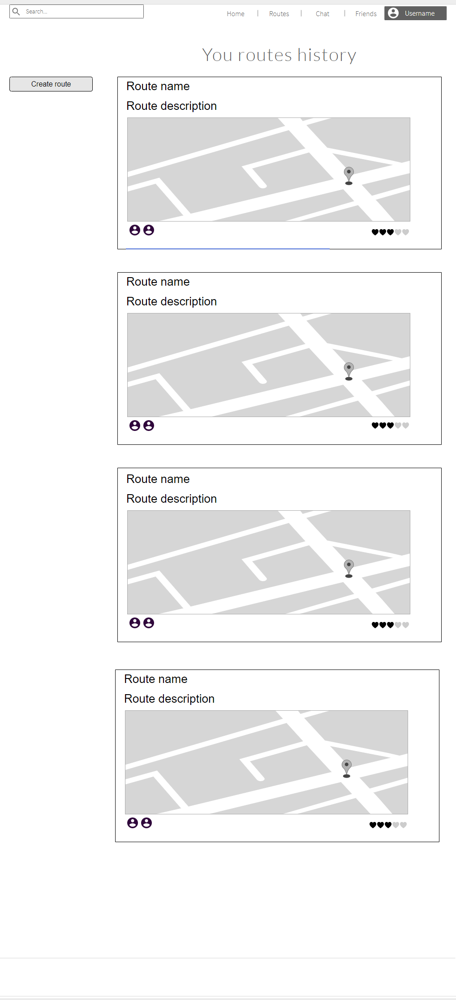 Search...
Home | Routes | Chat | Friends Username
You routes history
Create route
Route name
Route description
Route name
Route description
Route name
Route description
Route name
Route description